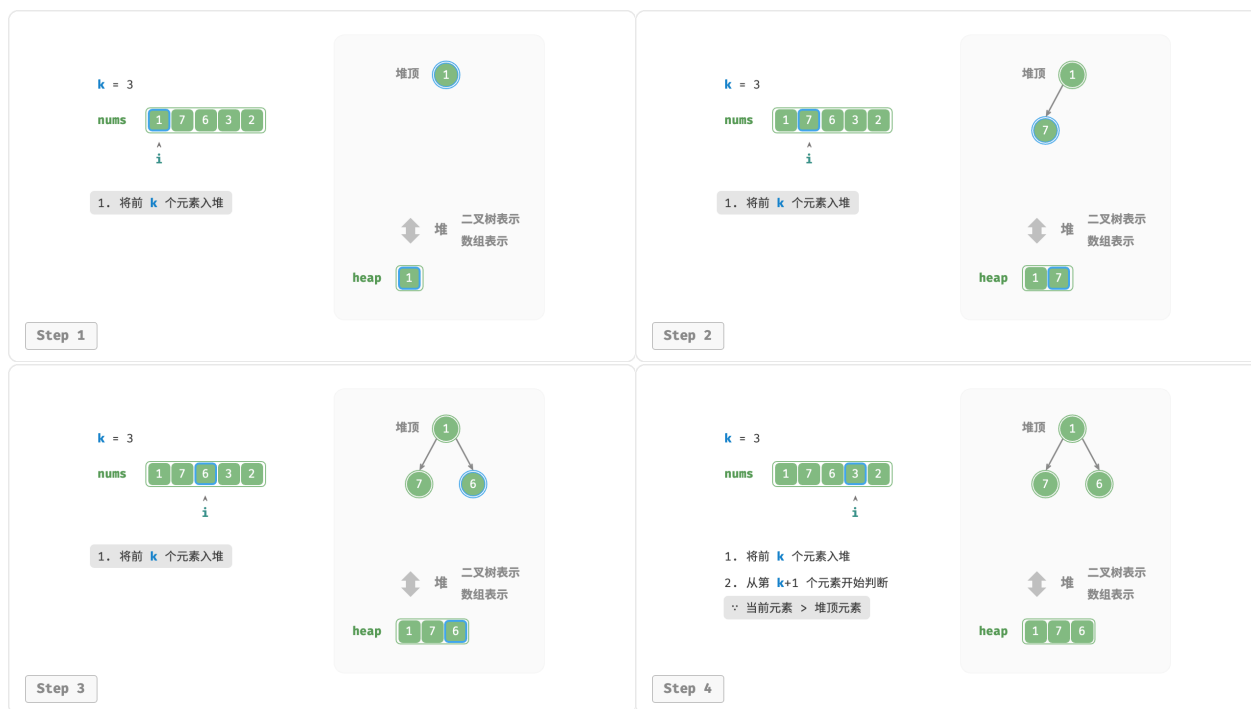 k = 3
nums 1 7 6 3 2
i
1. 将前 k 个元素入堆
堆顶 1
堆 二叉树表示
数组表示
heap 1
Step 1
k = 3
nums 1 7 6 3 2
i
1. 将前 k 个元素入堆
堆顶 1
7
堆 二叉树表示
数组表示
heap 1 7
Step 2
k = 3
nums 1 7 6 3 2
i
1. 将前 k 个元素入堆
堆顶 1
7 6
堆 二叉树表示
数组表示
heap 1 7 6
Step 3
k = 3
nums 1 7 6 3 2
i
1. 将前 k 个元素入堆
2. 从第 k+1 个元素开始判断
∵ 当前元素 > 堆顶元素
堆顶 1
7 6
堆 二叉树表示
数组表示
heap 1 7 6
Step 4